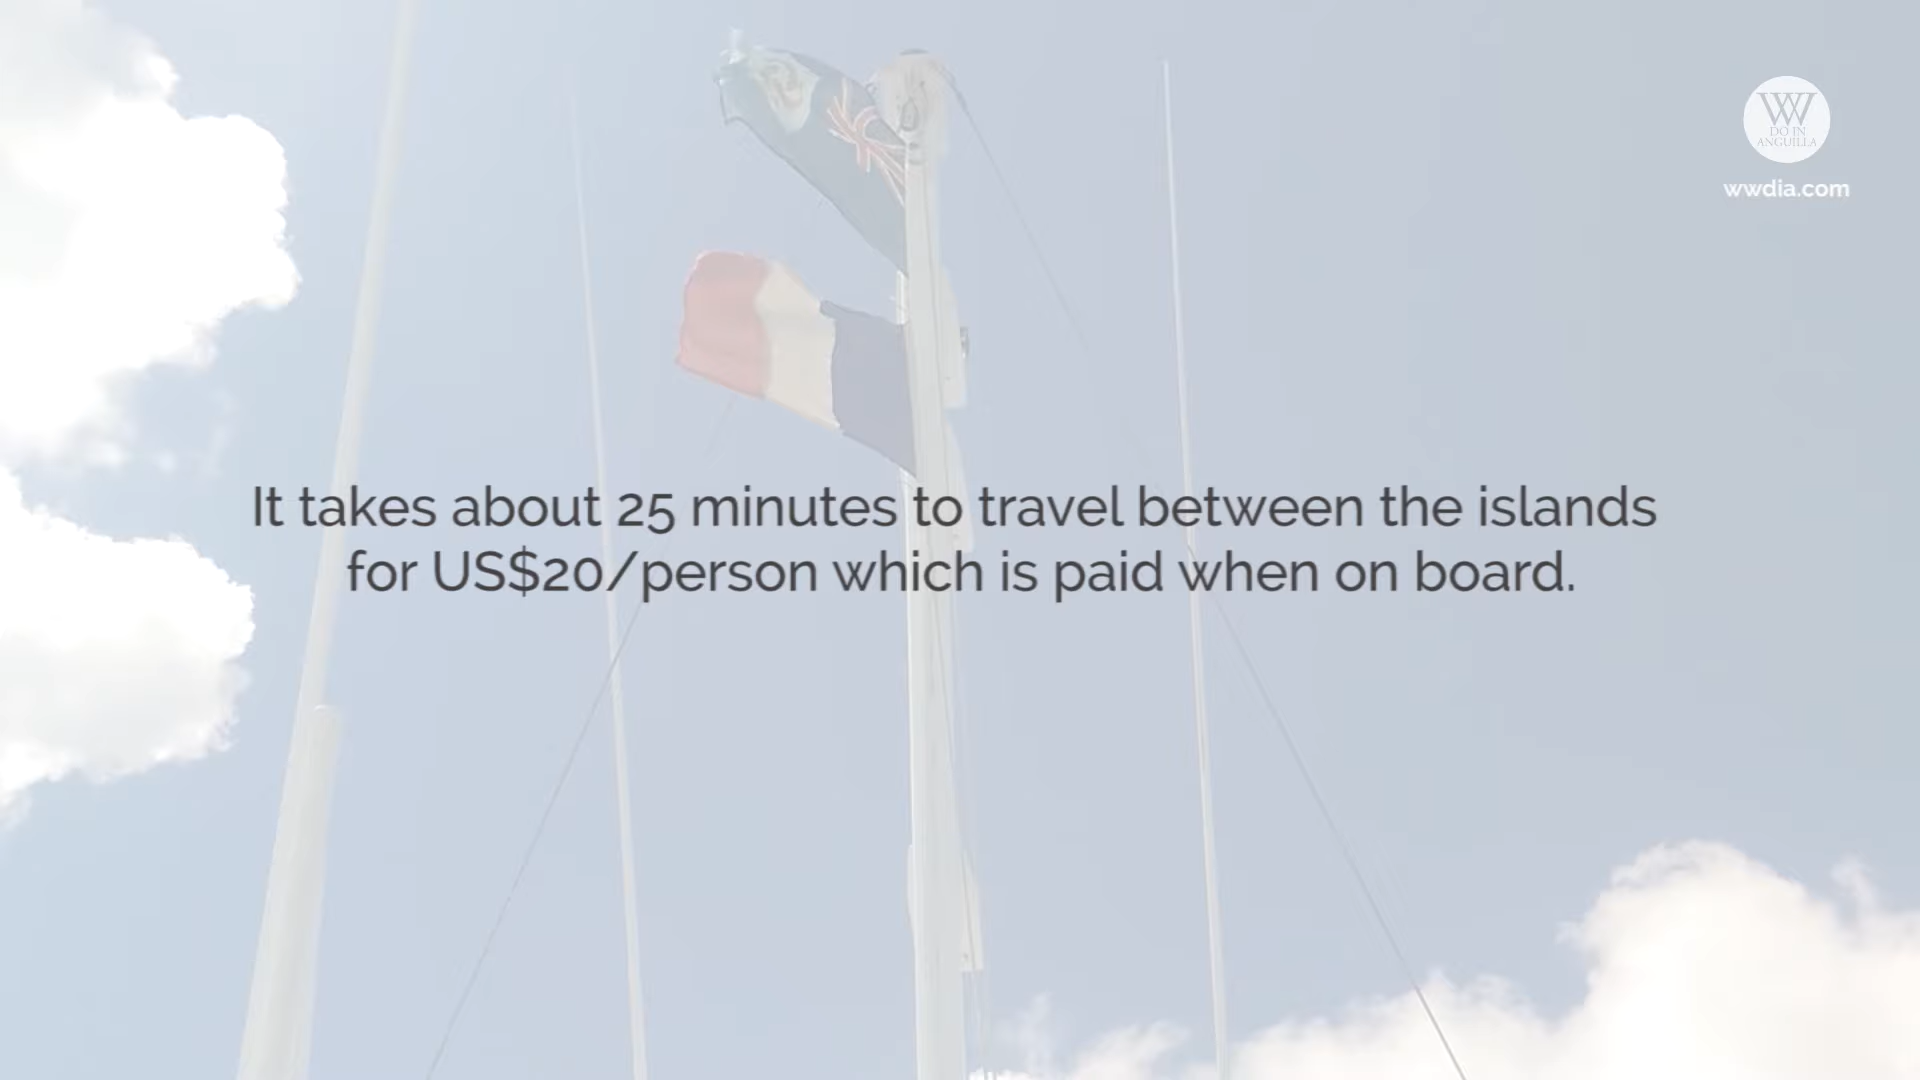 WW
DO IN
ANGUILLA
wwdia.com
It takes about 25 minutes to travel between the islands
for US$20/person which is paid when on board.